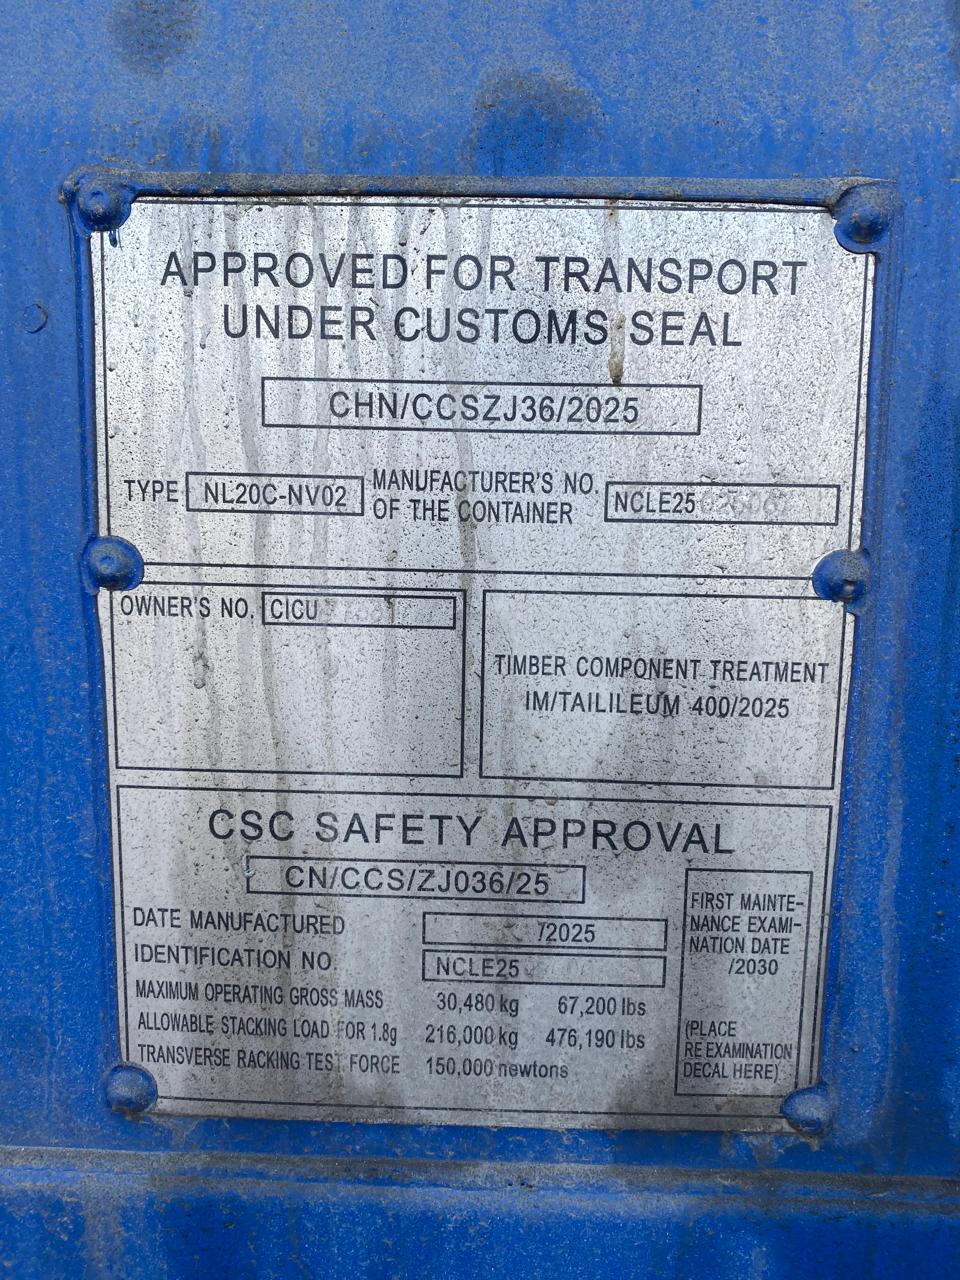 APPROVED FOR TRANSPORT
UNDER CUSTOMS SEAL
CHN/CCSZJ36/2025
TYPE NL20C-NV02 MANUFACTURER'S NO. OF THE CONTAINER NCLE25
OWNER'S NO. CICU
TIMBER COMPONENT TREATMENT
IM/TAILILEUM 400/2025
CSC SAFETY APPROVAL
CN/CCS/ZJ036/25
DATE MANUFACTURED /2025
IDENTIFICATION NO. NCLE25
MAXIMUM OPERATING GROSS MASS 30,480 kg 67,200 lbs
ALLOWABLE STACKING LOAD FOR 1.8g 216,000 kg 476,190 lbs
TRANSVERSE RACKING TEST FORCE 150,000 newtons
FIRST MAINTE-
NANCE EXAMI-
NATION DATE
/2030
(PLACE
RE EXAMINATION
DECAL HERE)